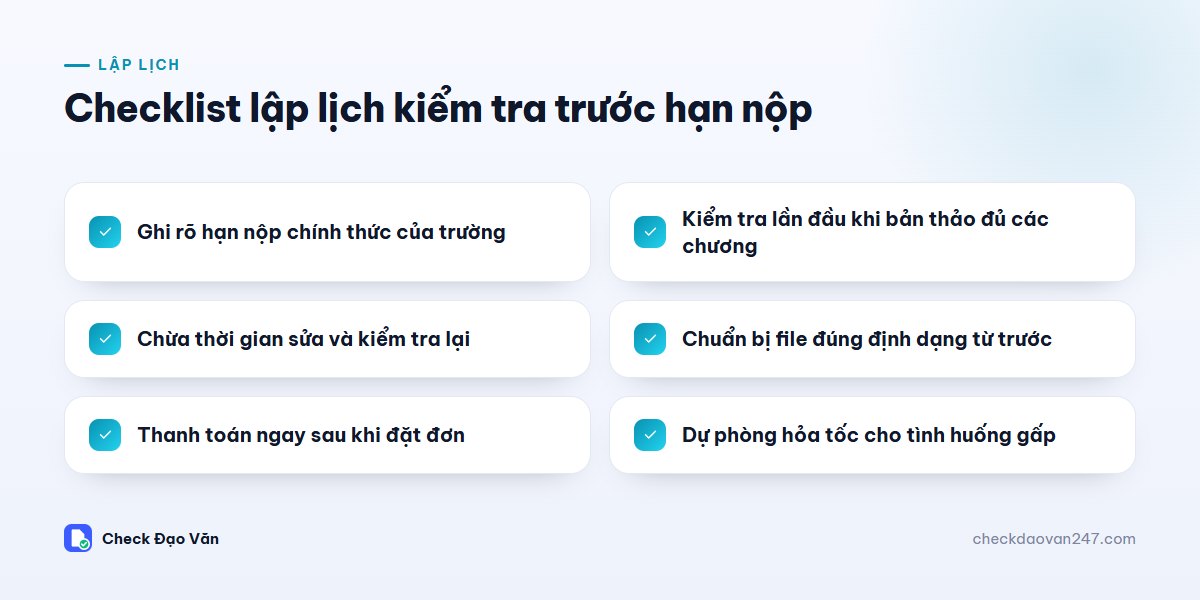 LẬP LỊCH
Checklist lập lịch kiểm tra trước hạn nộp
Ghi rõ hạn nộp chính thức của trường
Kiểm tra lần đầu khi bản thảo đủ các
chương
Chừa thời gian sửa và kiểm tra lại
Chuẩn bị file đúng định dạng từ trước
Thanh toán ngay sau khi đặt đơn
Dự phòng hỏa tốc cho tình huống gấp
Check Đạo Văn
checkdaovan247.com